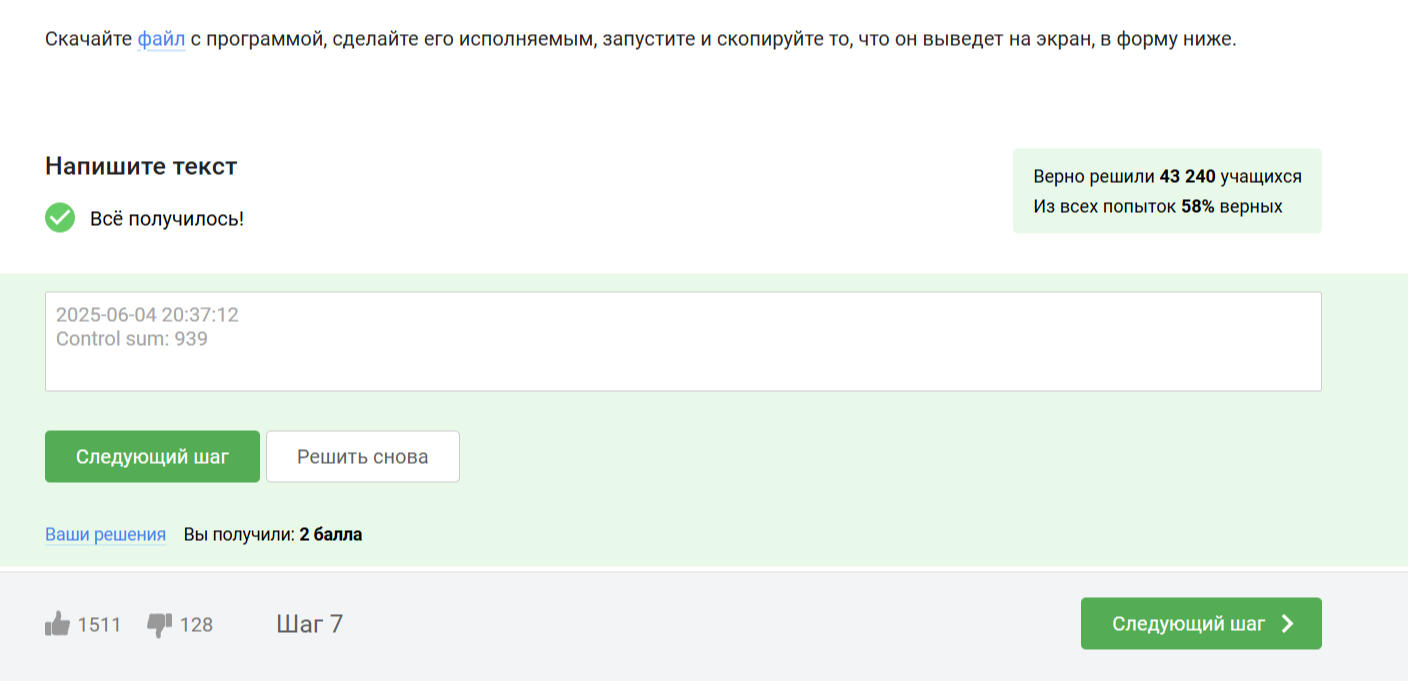 Скачайте файл с программой, сделайте его исполняемым, запустите и скопируйте то, что он выведет на экран, в форму ниже.
Напишите текст
Всё получилось!
Верно решили 43 240 учащихся
Из всех попыток 58% верных
2025-06-04 20:37:12
Control sum: 939
Следующий шаг
Решить снова
Ваши решения Вы получили: 2 балла
1511 128 Шаг 7
Следующий шаг